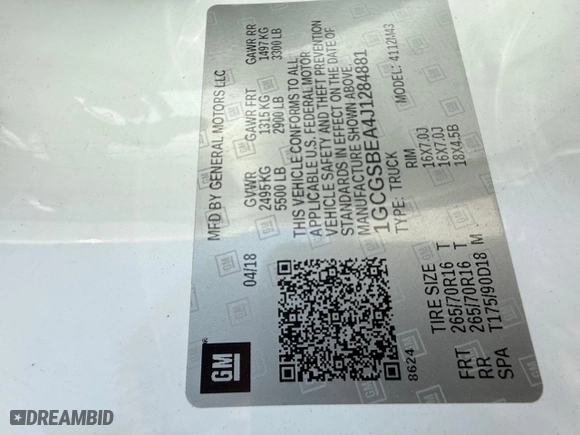 MFD BY GENERAL MOTORS LLC
04/18 GVWR GAWR FRT GAWR RR
2495 KG 1315 KG 1497 KG
5500 LB 2900 LB 3300 LB
THIS VEHICLE CONFORMS TO ALL
APPLICABLE U.S. FEDERAL MOTOR
VEHICLE SAFETY AND THEFT PREVENTION
STANDARDS IN EFFECT ON THE DATE OF
MANUFACTURE SHOWN ABOVE.
1GCGSBEA4J1284881
TYPE: TRUCK MODEL: 4112M43
GM®
8624
TIRE SIZE RIM
FRT 265/70R16 T 16X7.0J
RR 265/70R16 T 16X7.0J
SPA T175/90D18 M 18X4.5B
DREAMBID